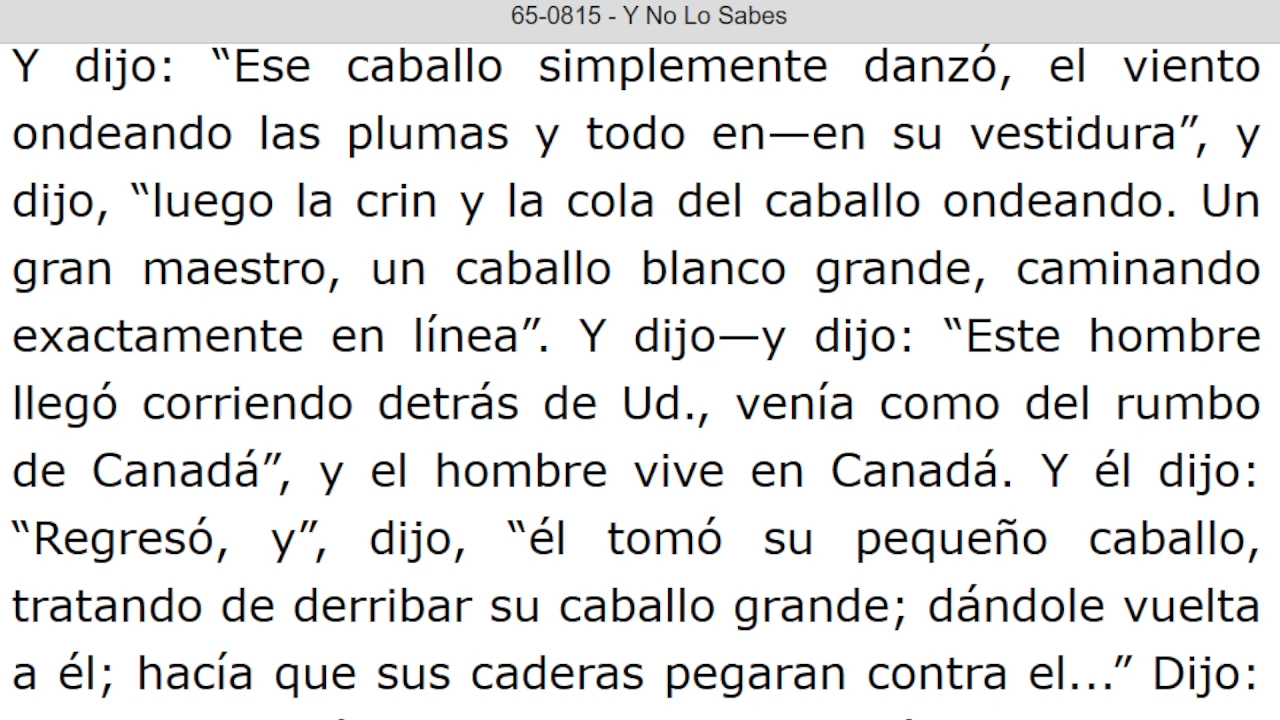 65-0815 - Y No Lo Sabes
Y dijo: “Ese caballo simplemente danzó, el viento
ondeando las plumas y todo en—en su vestidura”, y
dijo, “luego la crin y la cola del caballo ondeando. Un
gran maestro, un caballo blanco grande, caminando
exactamente en línea”. Y dijo—y dijo: “Este hombre
llegó corriendo detrás de Ud., venía como del rumbo
de Canadá”, y el hombre vive en Canadá. Y él dijo:
“Regresó, y”, dijo, “él tomó su pequeño caballo,
tratando de derribar su caballo grande; dándole vuelta
a él; hacía que sus caderas pegaran contra el...” Dijo: